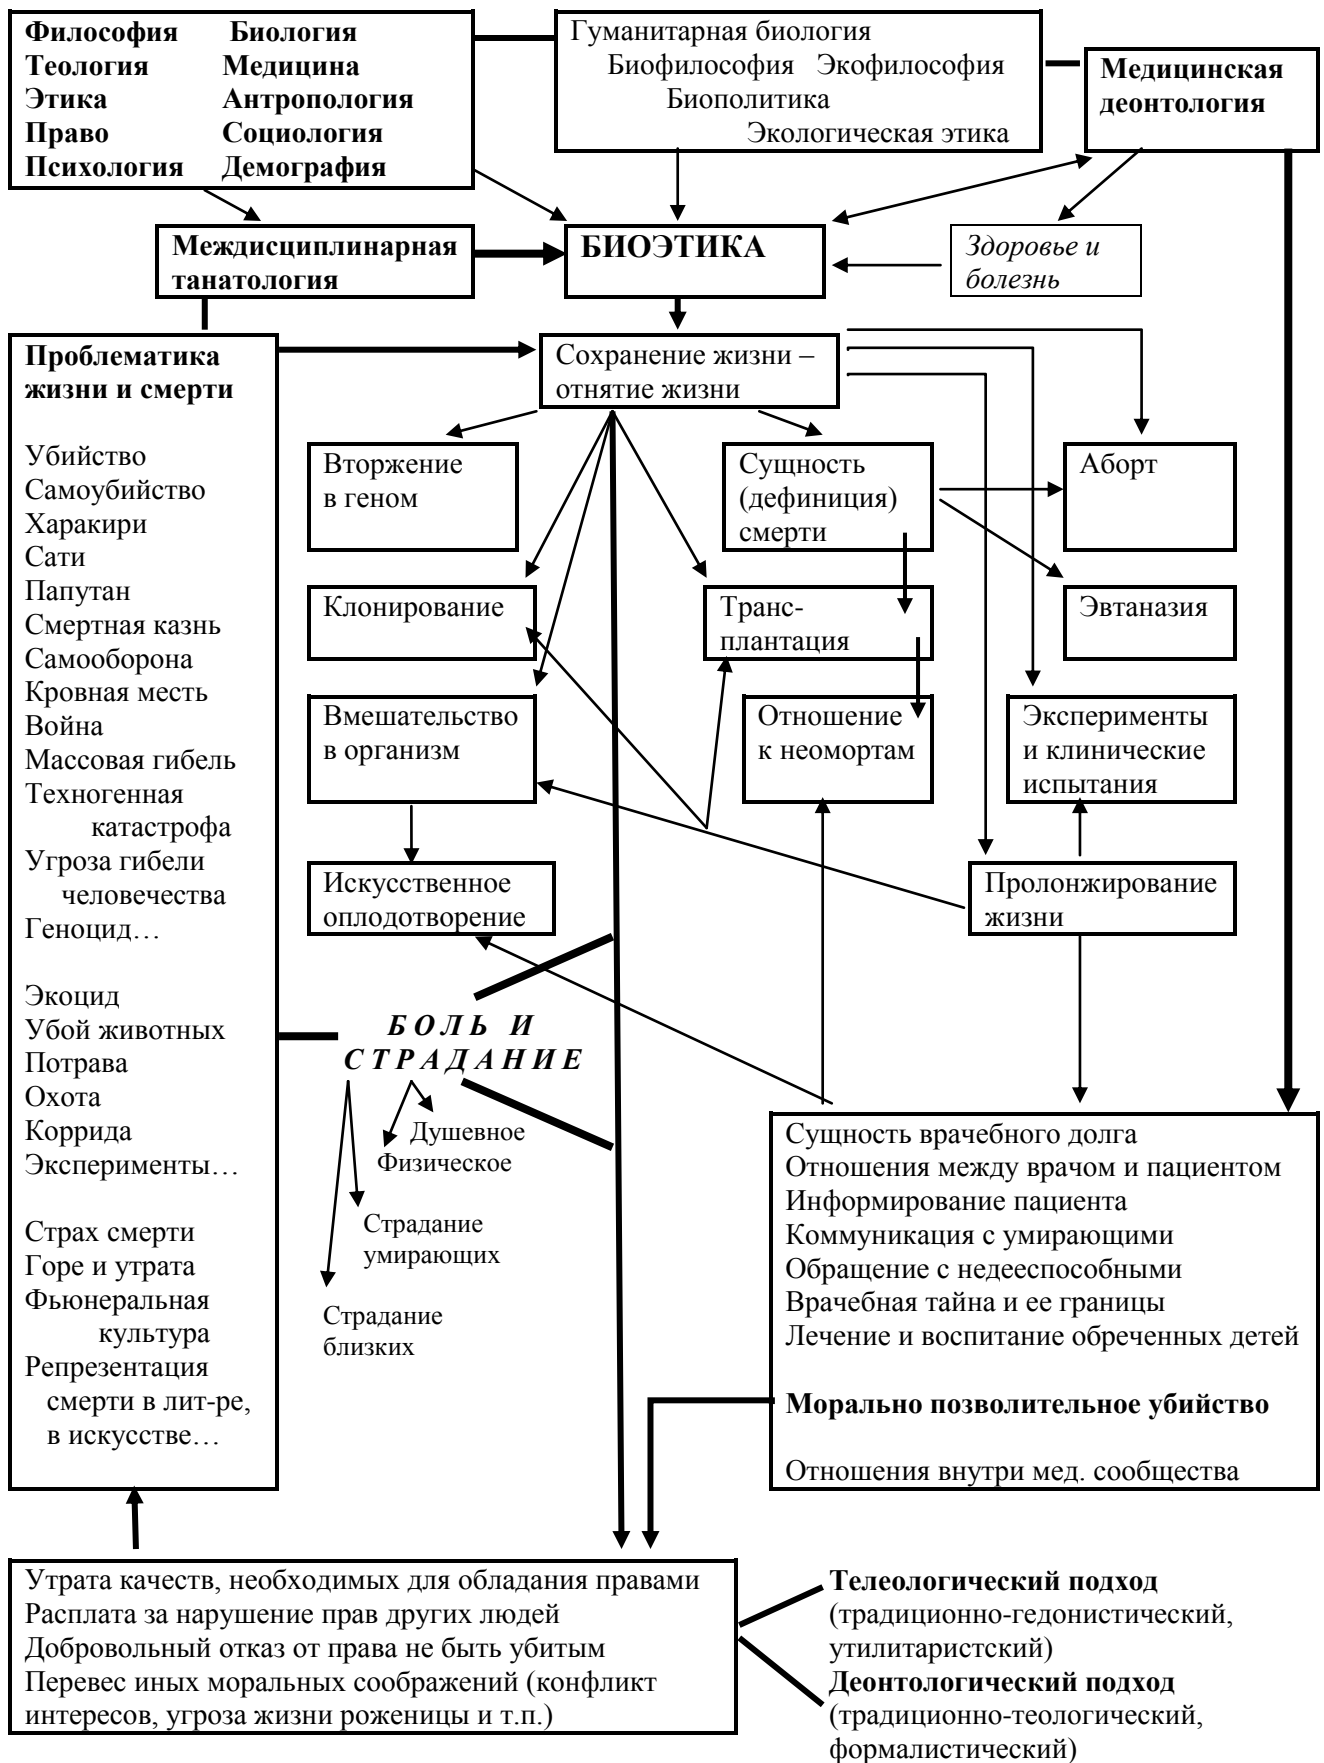 Философия Биология
Теология Медицина
Этика Антропология
Право Социология
Психология Демография
Гуманитарная биология
Биофилософия Экофилософия
Биополитика
Экологическая этика
Медицинская
деонтология
Междисциплинарная
танатология
БИОЭТИКА
Здоровье и
болезнь
Проблематика
жизни и смерти
Убийство
Самоубийство
Харакири
Сати
Папутан
Смертная казнь
Самооборона
Кровная месть
Война
Массовая гибель
Техногенная
катастрофа
Угроза гибели
человечества
Геноцид…
Экоцид
Убой животных
Потрава
Охота
Коррида
Эксперименты…
Страх смерти
Горе и утрата
Фьюнеральная
культура
Репрезентация
смерти в лит-ре,
в искусстве…
Сохранение жизни –
отнятие жизни
Вторжение
в геном
Сущность
(дефиниция)
смерти
Аборт
Клонирование
Транс-
плантация
Эвтаназия
Вмешательство
в организм
Отношение
к неомортам
Эксперименты
и клинические
испытания
Искусственное
оплодотворение
Пролонжирование
жизни
БОЛЬ И
СТРАДАНИЕ
Душевное
Физическое
Страдание
умирающих
Страдание
близких
Сущность врачебного долга
Отношения между врачом и пациентом
Информирование пациента
Коммуникация с умирающими
Обращение с недееспособными
Врачебная тайна и ее границы
Лечение и воспитание обреченных детей
Морально позволительное убийство
Отношения внутри мед. сообщества
Утрата качеств, необходимых для обладания правами
Расплата за нарушение прав других людей
Добровольный отказ от права не быть убитым
Перевес иных моральных соображений (конфликт
интересов, угроза жизни роженицы и т.п.)
Телеологический подход
(традиционно-гедонистический,
утилитаристский)
Деонтологический подход
(традиционно-теологический,
формалистический)